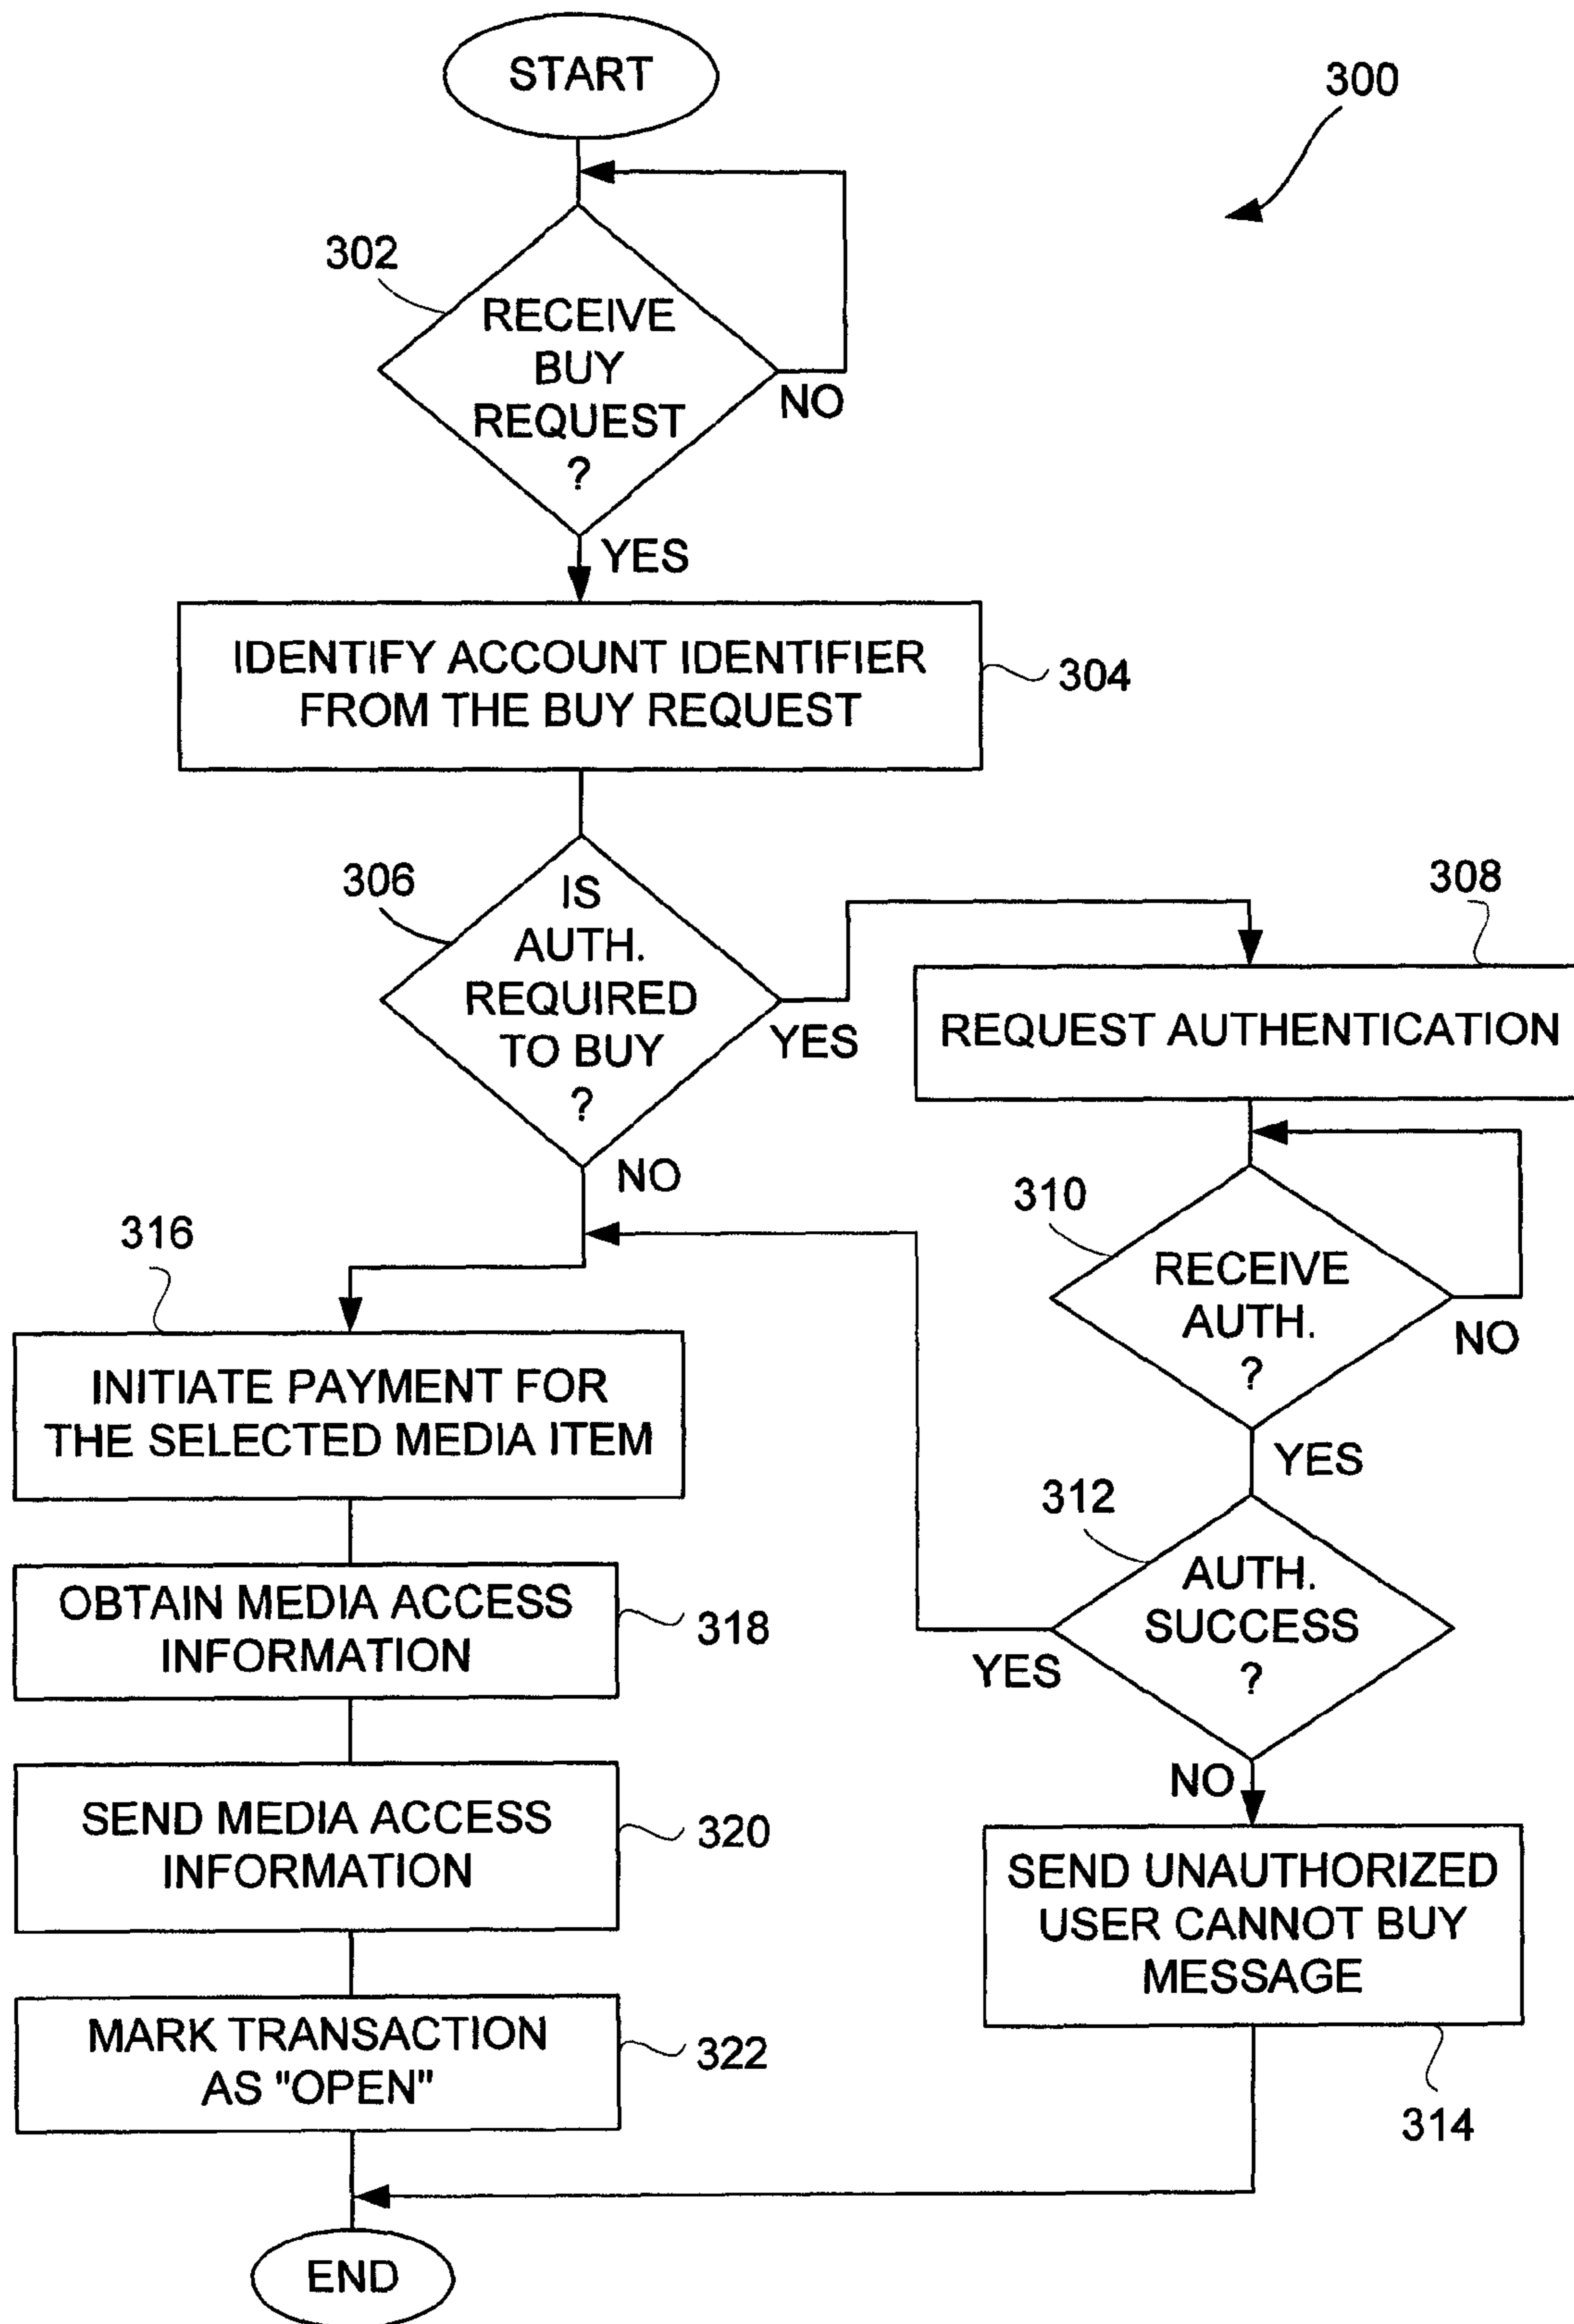 START
300
302
RECEIVE
BUY
REQUEST
?
NO
YES
IDENTIFY ACCOUNT IDENTIFIER
FROM THE BUY REQUEST
304
306
IS
AUTH.
REQUIRED
TO BUY
?
YES
NO
308
REQUEST AUTHENTICATION
310
RECEIVE
AUTH.
?
NO
YES
312
AUTH.
SUCCESS
?
YES
NO
SEND UNAUTHORIZED
USER CANNOT BUY
MESSAGE
314
316
INITIATE PAYMENT FOR
THE SELECTED MEDIA ITEM
OBTAIN MEDIA ACCESS
INFORMATION
318
SEND MEDIA ACCESS
INFORMATION
320
MARK TRANSACTION
AS "OPEN"
322
END